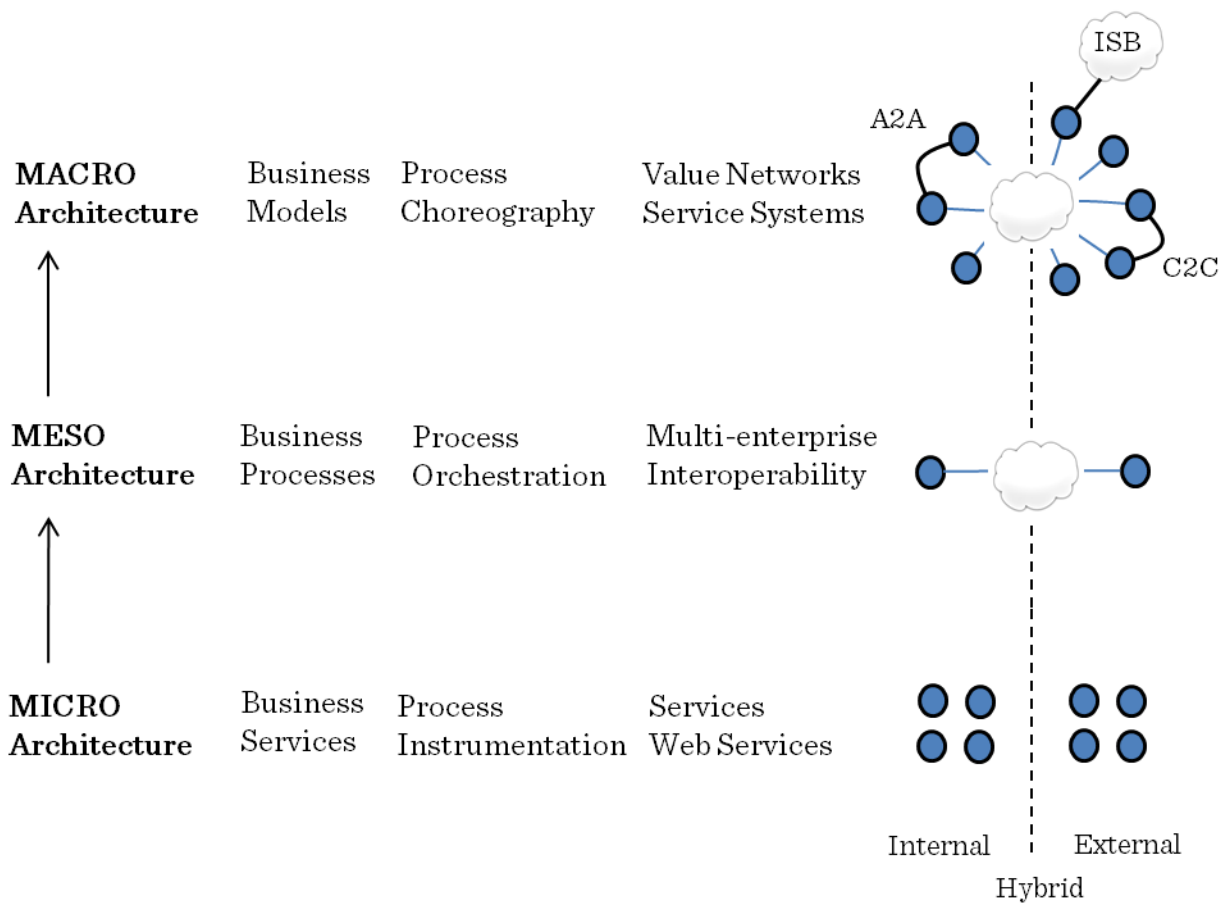 ISB
A2A
MACRO
Architecture
Business
Models
Process
Choreography
Value Networks
Service Systems
C2C
MESO
Architecture
Business
Processes
Process
Orchestration
Multi-enterprise
Interoperability
MICRO
Architecture
Business
Services
Process
Instrumentation
Services
Web Services
Internal
External
Hybrid